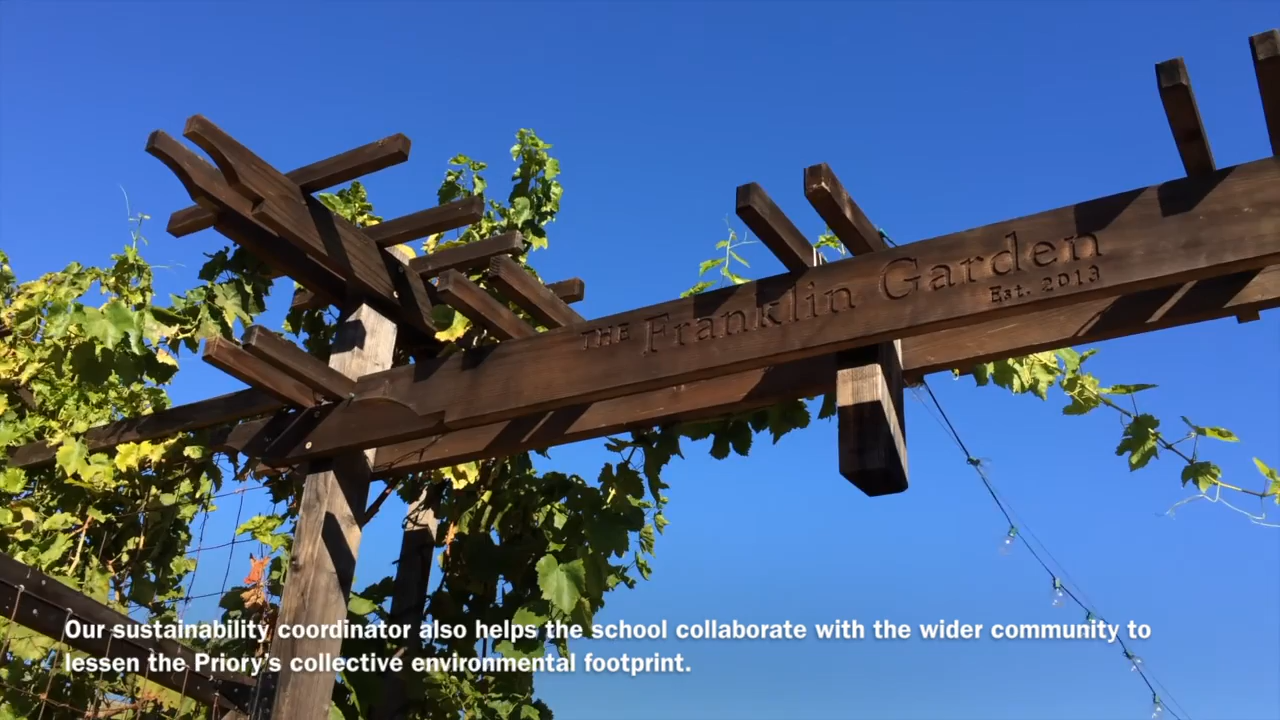 THE Franklin Garden
Est. 2013
Our sustainability coordinator also helps the school collaborate with the wider community to
lessen the Priory's collective environmental footprint.